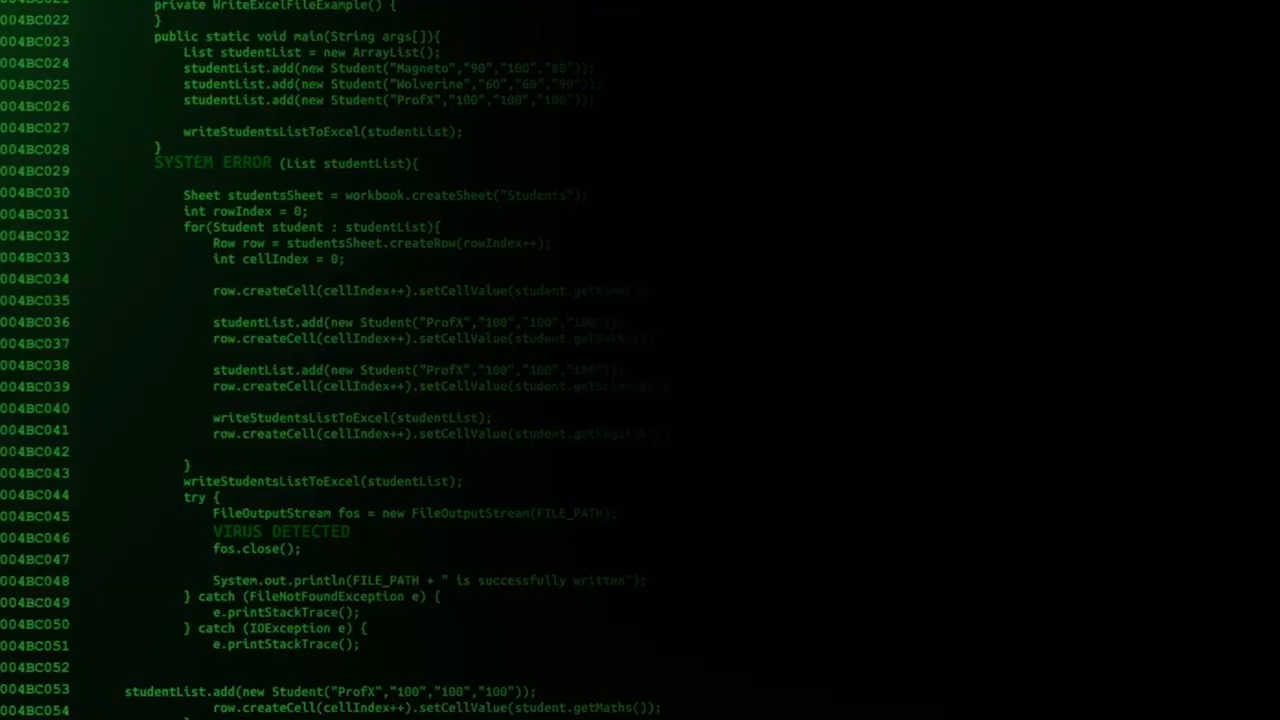 004BC021
private WriteExcelFileExample() {
004BC022
}
004BC023
public static void main(String args[]){
List studentList = new ArrayList();
004BC024
studentList.add(new Student("Magneto","90","100","80"));
004BC025
studentList.add(new Student("Wolverine","60","60","90"));
004BC026
studentList.add(new Student("ProfX","100","100","100"));
004BC027
writeStudentsListToExcel(studentList);
004BC028
}
004BC029
SYSTEM ERROR (List studentList){
004BC030
Sheet studentsSheet = workbook.createSheet("Students");
004BC031
int rowIndex = 0;
for(Student student : studentList){
004BC032
Row row = studentsSheet.createRow(rowIndex++);
004BC033
int cellIndex = 0;
004BC034
row.createCell(cellIndex++).setCellValue(student.
004BC035
004BC036
studentList.add(new Student("ProfX","100","100","100"));
004BC037
row.createCell(cellIndex++).setCellValue(student.
004BC038
studentList.add(new Student("ProfX","100","100","100"));
004BC039
row.createCell(cellIndex++).setCellValue(student.
004BC040
writeStudentsListToExcel(studentList);
004BC041
row.createCell(cellIndex++).setCellValue(student.
004BC042
}
004BC043
writeStudentsListToExcel(studentList);
004BC044
try {
004BC045
FileOutputStream fos = new FileOutputStream(FILE_PATH);
004BC046
VIRUS DETECTED
fos.close();
004BC047
004BC048
System.out.println(FILE_PATH + " is successfully written");
004BC049
} catch (FileNotFoundException e) {
e.printStackTrace();
004BC050
} catch (IOException e) {
004BC051
e.printStackTrace();
004BC052
004BC053
studentList.add(new Student("ProfX","100","100","100"));
004BC054
row.createCell(cellIndex++).setCellValue(student.getMaths());